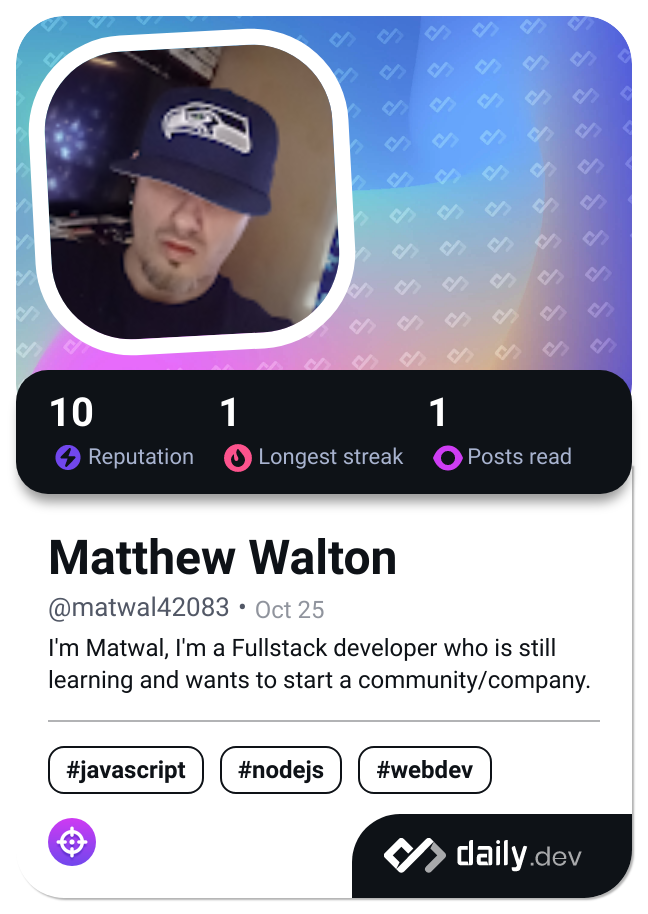 10 1 1
Reputation Longest streak Posts read
Matthew Walton
@matwal42083 • Oct 25
I'm Matwal, I'm a Fullstack developer who is still
learning and wants to start a community/company.
#javascript #nodejs #webdev
daily.dev